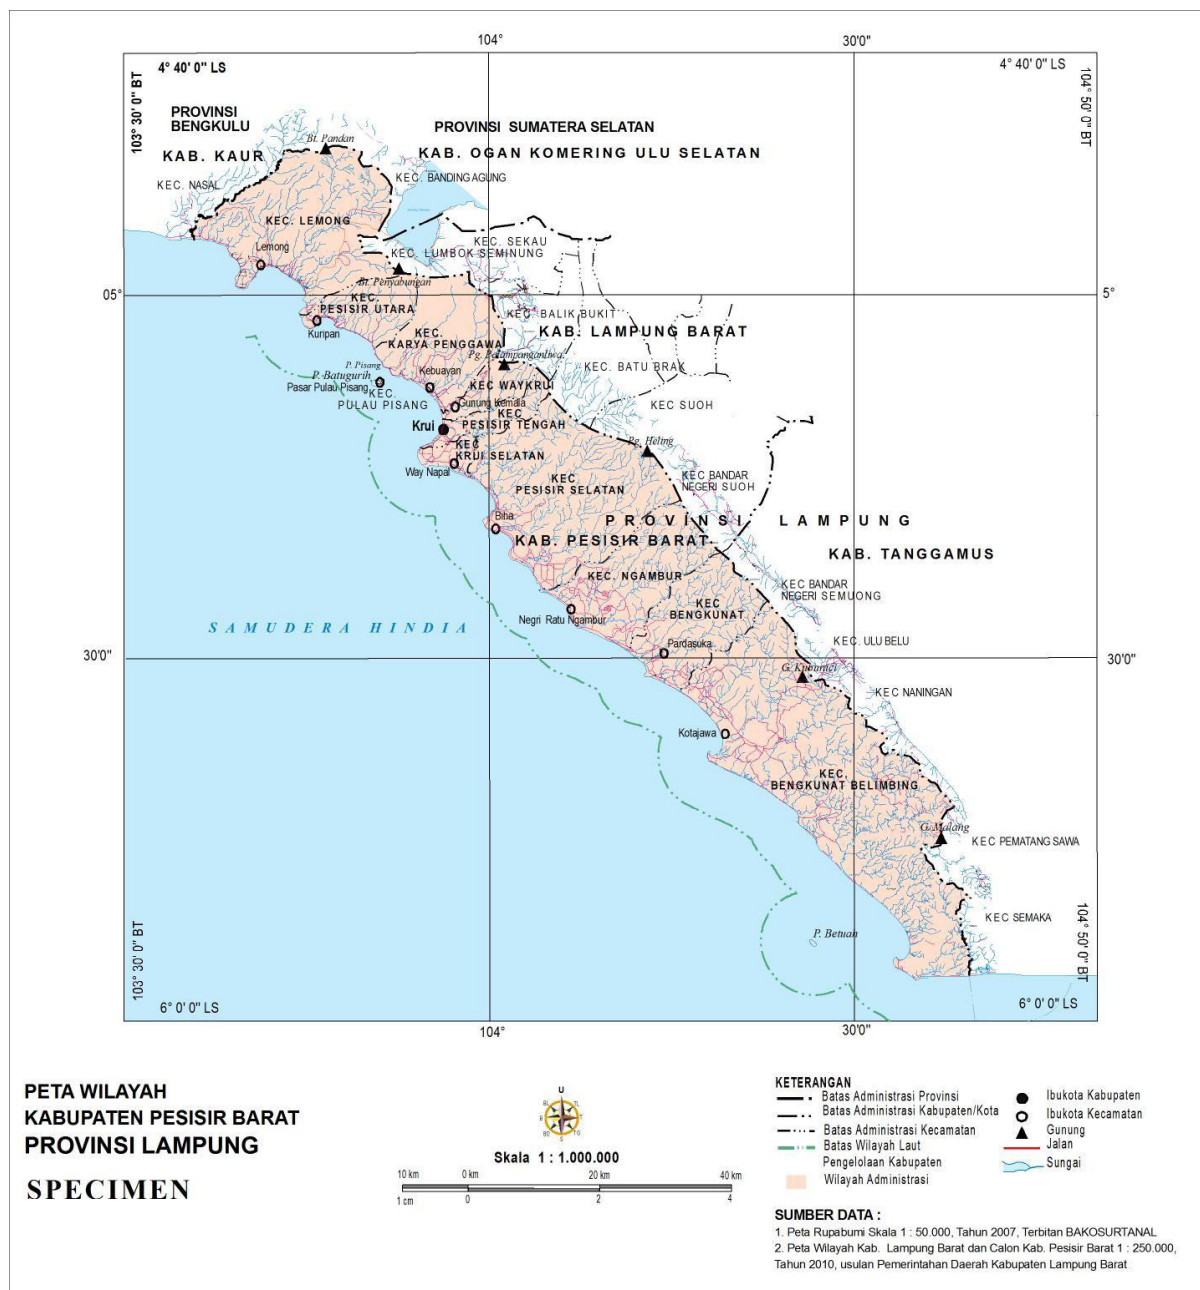 104°
30'0"
4° 40' 0" LS
4° 40' 0" LS
103° 30' 0" BT
104° 50' 0" BT
PROVINSI
BENGKULU
PROVINSI SUMATERA SELATAN
Bt. Pandan
KAB. KAUR
KAB. OGAN KOMERING ULU SELATAN
KEC. NASAL
KEC. BANDING AGUNG
KEC. LEMONG
KEC. SEKAU
Lemong
KEC. LUMBOK SEMINUNG
Bt. Penyabungan
05°
5°
KEC.
PESISIR UTARA
KEC. BALIK BUKIT
Kuripan
KEC.
KARYA PENGGAWA
KAB. LAMPUNG BARAT
P. Pisang
P. Batugurih
Pasar Pulau Pisang
Kebuayan
KEC. BATU BRAK
KEC.
PULAU PISANG
KEC WAYKRUI
Gunung Kemala
KEC SUOH
KEC
PESISIR TENGAH
Krui
Pg. Heling
KEC
KRUI SELATAN
Way Napal
KEC
PESISIR SELATAN
KEC BANDAR
NEGERI SUOH
Biha
PROVINSI LAMPUNG
KAB. PESISIR BARAT
KAB. TANGGAMUS
KEC. NGAMBUR
KEC BANDAR
NEGERI SEMUONG
KEC
BENGKUNAT
Negri Ratu Ngambur
SAMUDERA HINDIA
Pardasuka
KEC. ULU BELU
30'0"
30'0"
KEC NANINGAN
Kotajawa
KEC.
BENGKUNAT BELIMBING
G. Malang
KEC PEMATANG SAWA
KEC SEMAKA
P. Betuan
103° 30' 0" BT
104° 50' 0" BT
6° 0' 0" LS
6° 0' 0" LS
104°
30'0"
PETA WILAYAH
KABUPATEN PESISIR BARAT
PROVINSI LAMPUNG
SPECIMEN
U
BL
TL
B
T
BD
TG
S
Skala 1 : 1.000.000
10 km 0 km 20 km 40 km
1 cm 0 2 4
KETERANGAN
Batas Administrasi Provinsi
Batas Administrasi Kabupaten/Kota
Batas Administrasi Kecamatan
Batas Wilayah Laut
Pengelolaan Kabupaten
Wilayah Administrasi
Ibukota Kabupaten
Ibukota Kecamatan
Gunung
Jalan
Sungai
SUMBER DATA :
1. Peta Rupabumi Skala 1 : 50.000, Tahun 2007, Terbitan BAKOSURTANAL
2. Peta Wilayah Kab. Lampung Barat dan Calon Kab. Pesisir Barat 1 : 250.000,
Tahun 2010, usulan Pemerintahan Daerah Kabupaten Lampung Barat